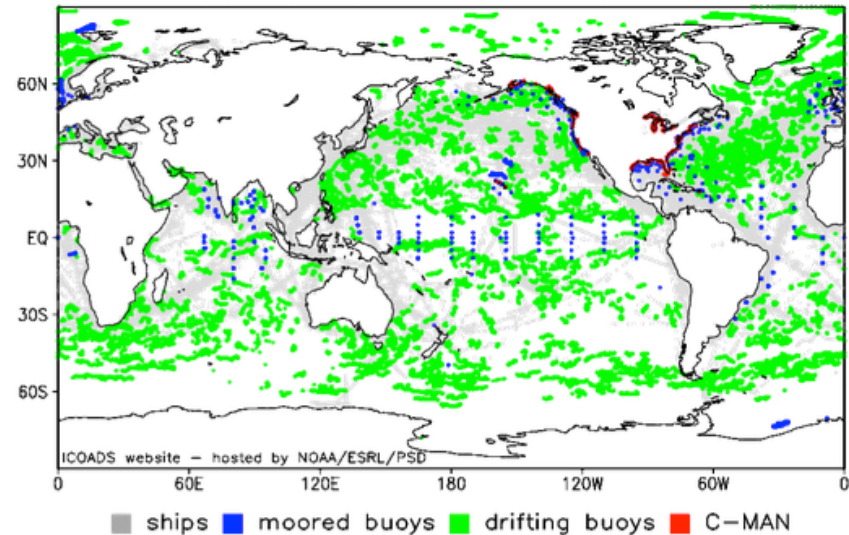 60N
30N
EQ
30S
60S
ICOADS website – hosted by NOAA/ESRL/PSD
0 60E 120E 180 120W 60W 0
ships moored buoys drifting buoys C-MAN